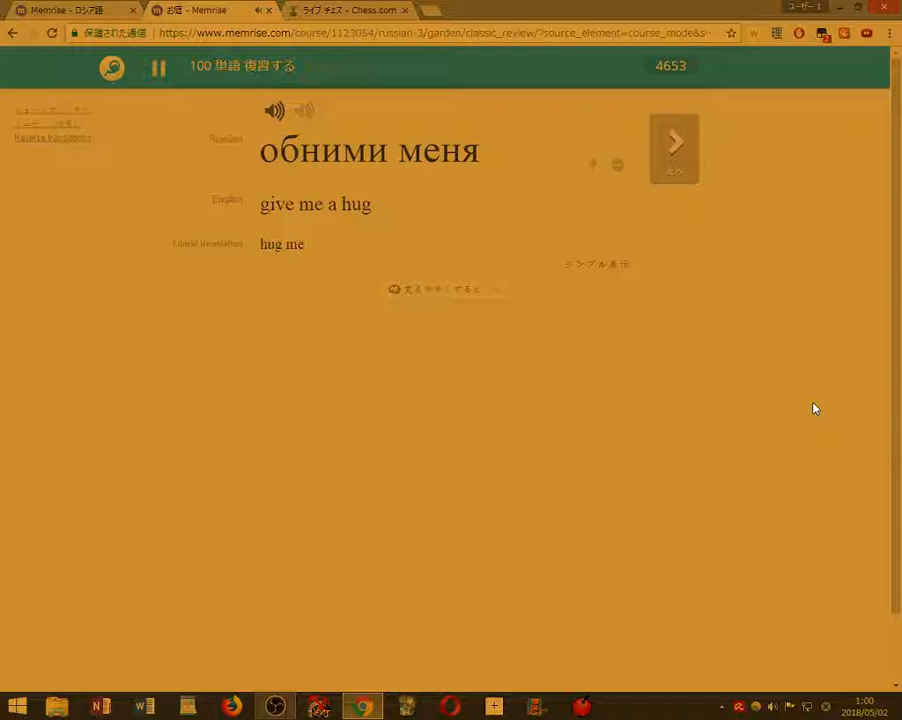 Memrise - ロシア語
お庭 - Memrise
ライブ チェス - Chess.com
ユーザー 1
保護された通信
https://www.memrise.com/course/1123054/russian-3/garden/classic_review/?source_element=course_mode&s
100 単語 復習する
4653
Reverse translations
Russian
обними меня
English
give me a hug
Literal translation
hug me
シンプル表示
1:00
2018/05/02